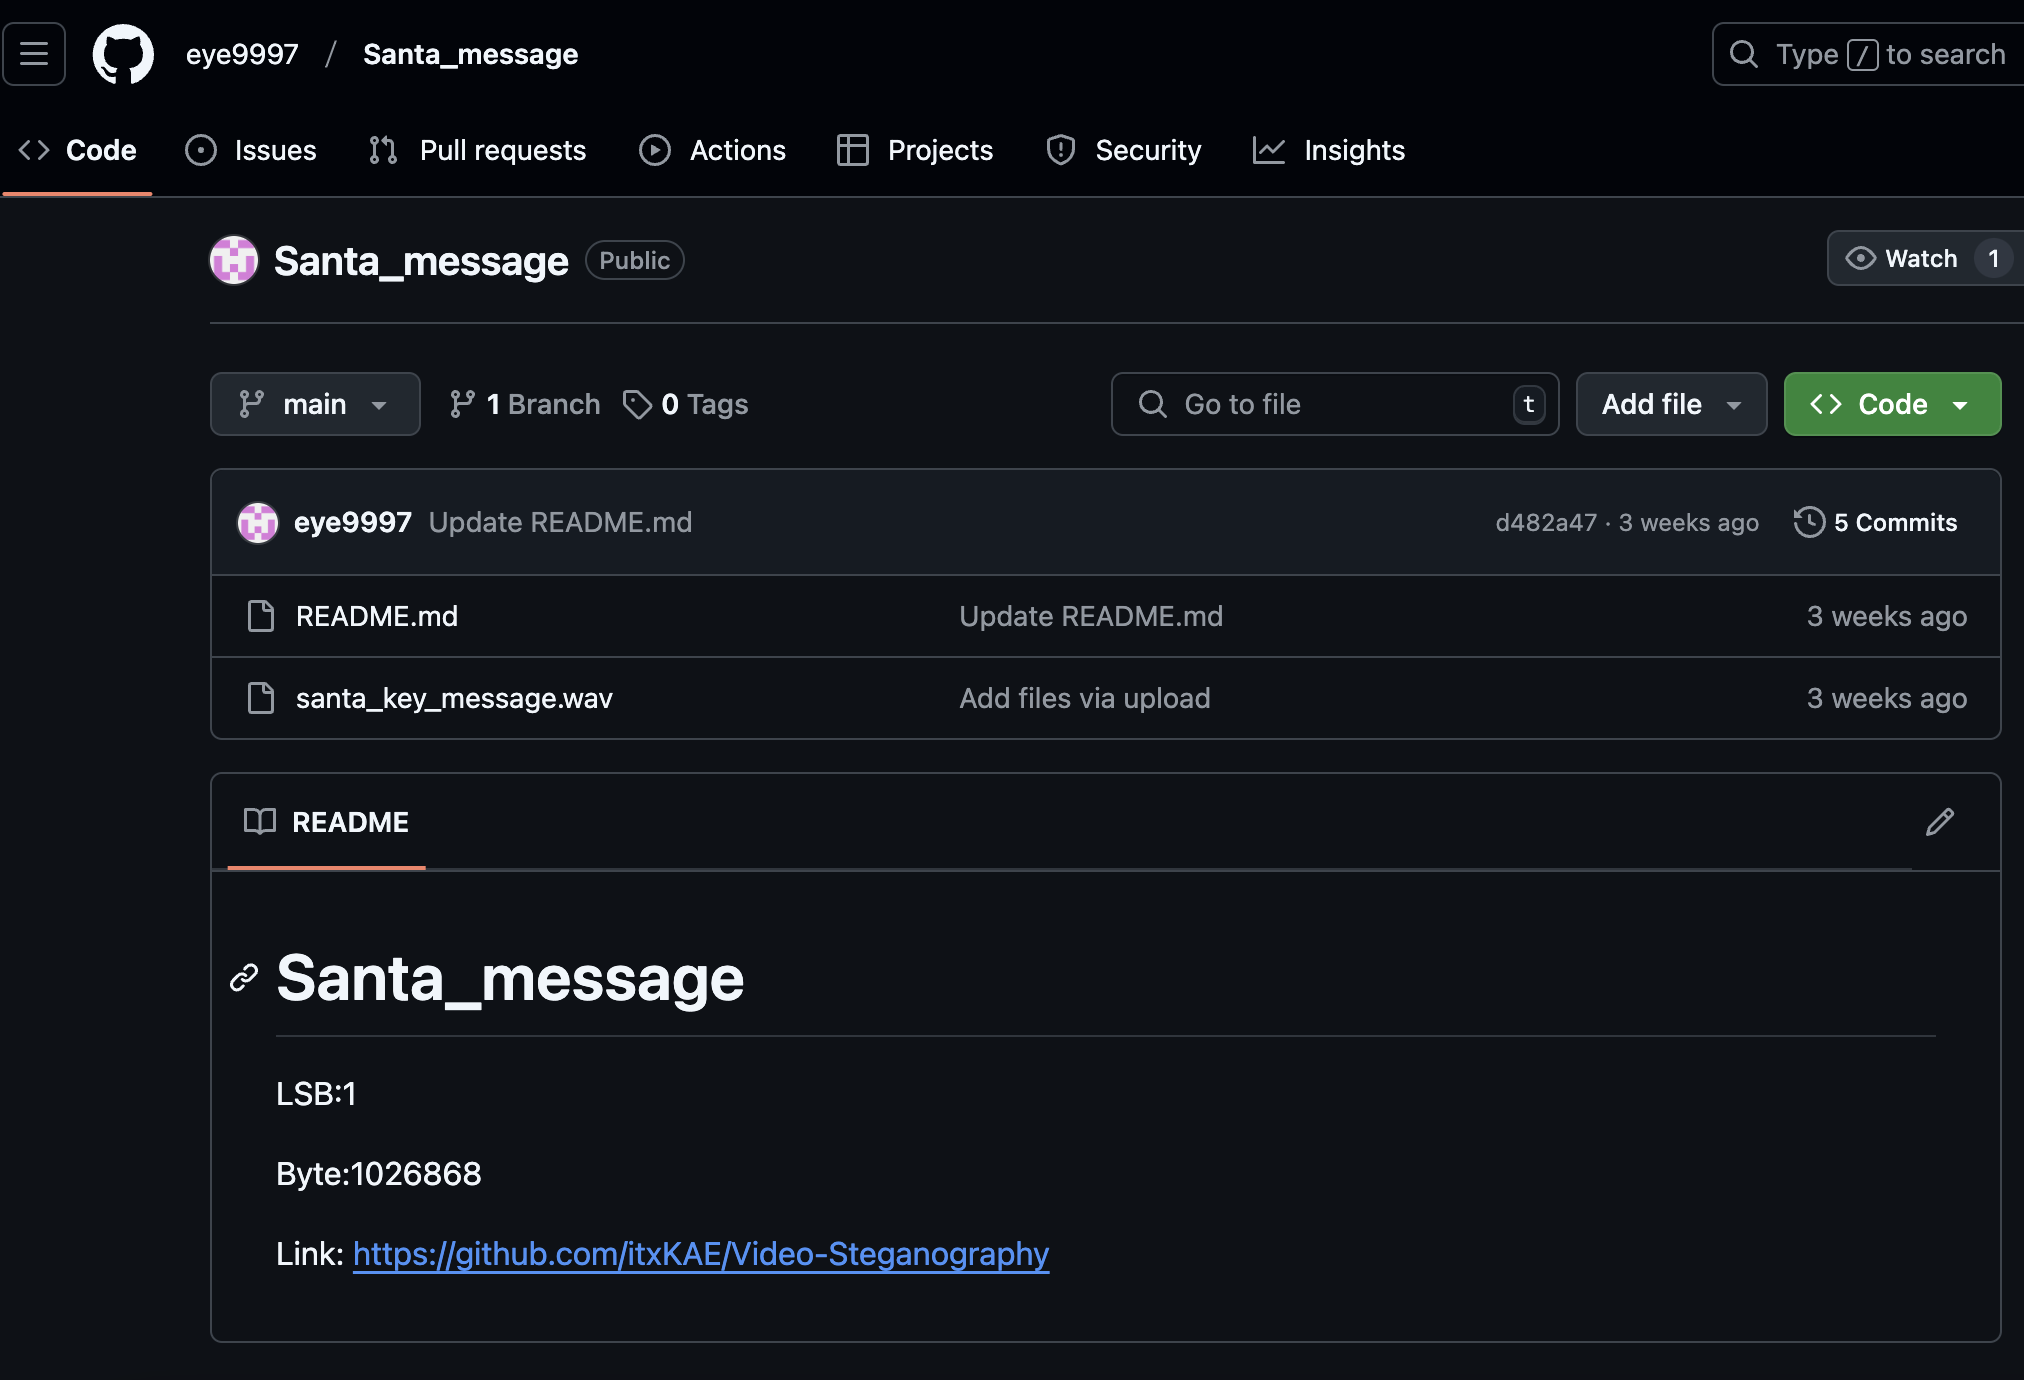 eye9997 / Santa_message
Type / to search
Code Issues Pull requests Actions Projects Security Insights
Santa_message Public
Watch 1
main 1 Branch 0 Tags
Go to file t
Add file
Code
eye9997 Update README.md d482a47 · 3 weeks ago 5 Commits
README.md Update README.md 3 weeks ago
santa_key_message.wav Add files via upload 3 weeks ago
README
Santa_message
LSB:1
Byte:1026868
Link: https://github.com/itxKAE/Video-Steganography